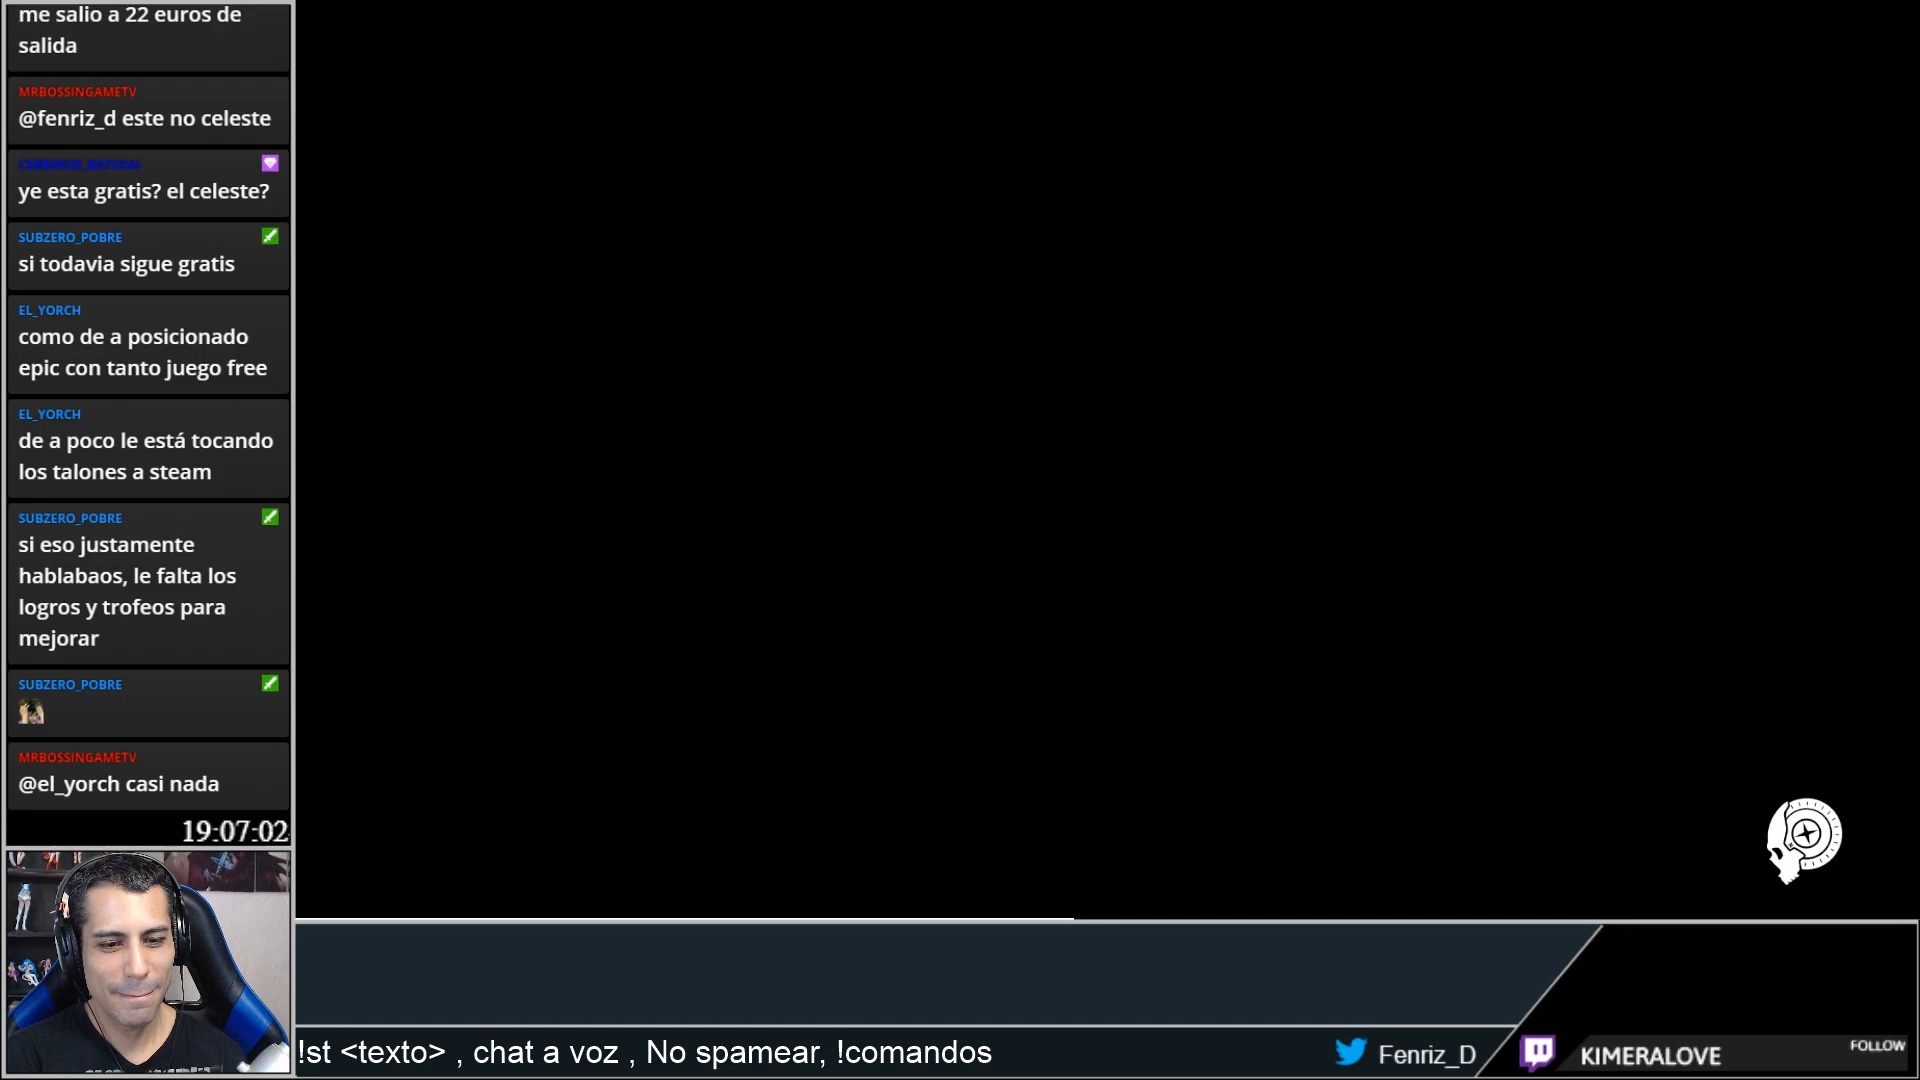 me salio a 22 euros de
salida
MRBOSSINGAMETV
@fenriz_d este no celeste
ye esta gratis? el celeste?
SUBZERO_POBRE
si todavia sigue gratis
EL_YORCH
como de a posicionado
epic con tanto juego free
EL_YORCH
de a poco le está tocando
los talones a steam
SUBZERO_POBRE
si eso justamente
hablabaos, le falta los
logros y trofeos para
mejorar
SUBZERO_POBRE
MRBOSSINGAMETV
@el_yorch casi nada
19:07:02
!st <texto> , chat a voz , No spamear, !comandos
Fenriz_D
KIMERALOVE
FOLLOW